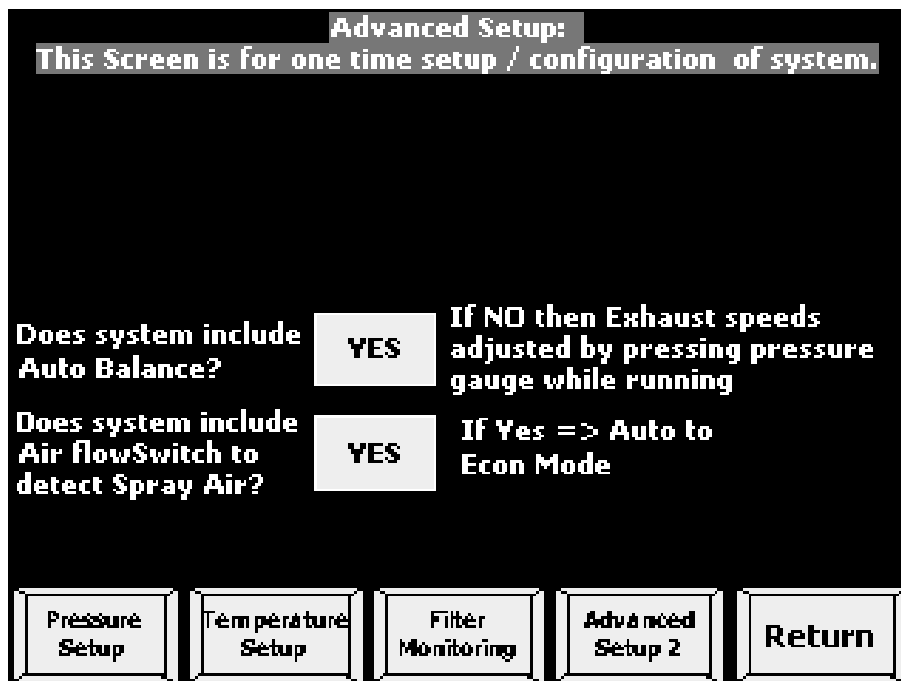 Advanced Setup:
This Screen is for one time setup / configuration of system.
Does system include
Auto Balance?
YES
If NO then Exhaust speeds
adjusted by pressing pressure
gauge while running
Does system include
Air flowSwitch to
detect Spray Air?
YES
If Yes => Auto to
Econ Mode
Pressure
Setup
Temperature
Setup
Filter
Monitoring
Advanced
Setup 2
Return